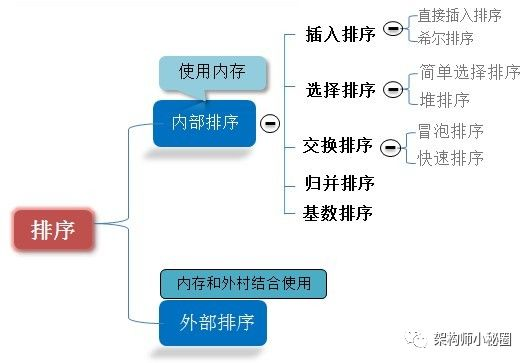 排序
使用内存
内部排序
插入排序
直接插入排序
希尔排序
选择排序
简单选择排序
堆排序
交换排序
冒泡排序
快速排序
归并排序
基数排序
内存和外村结合使用
外部排序
架构师小秘圈